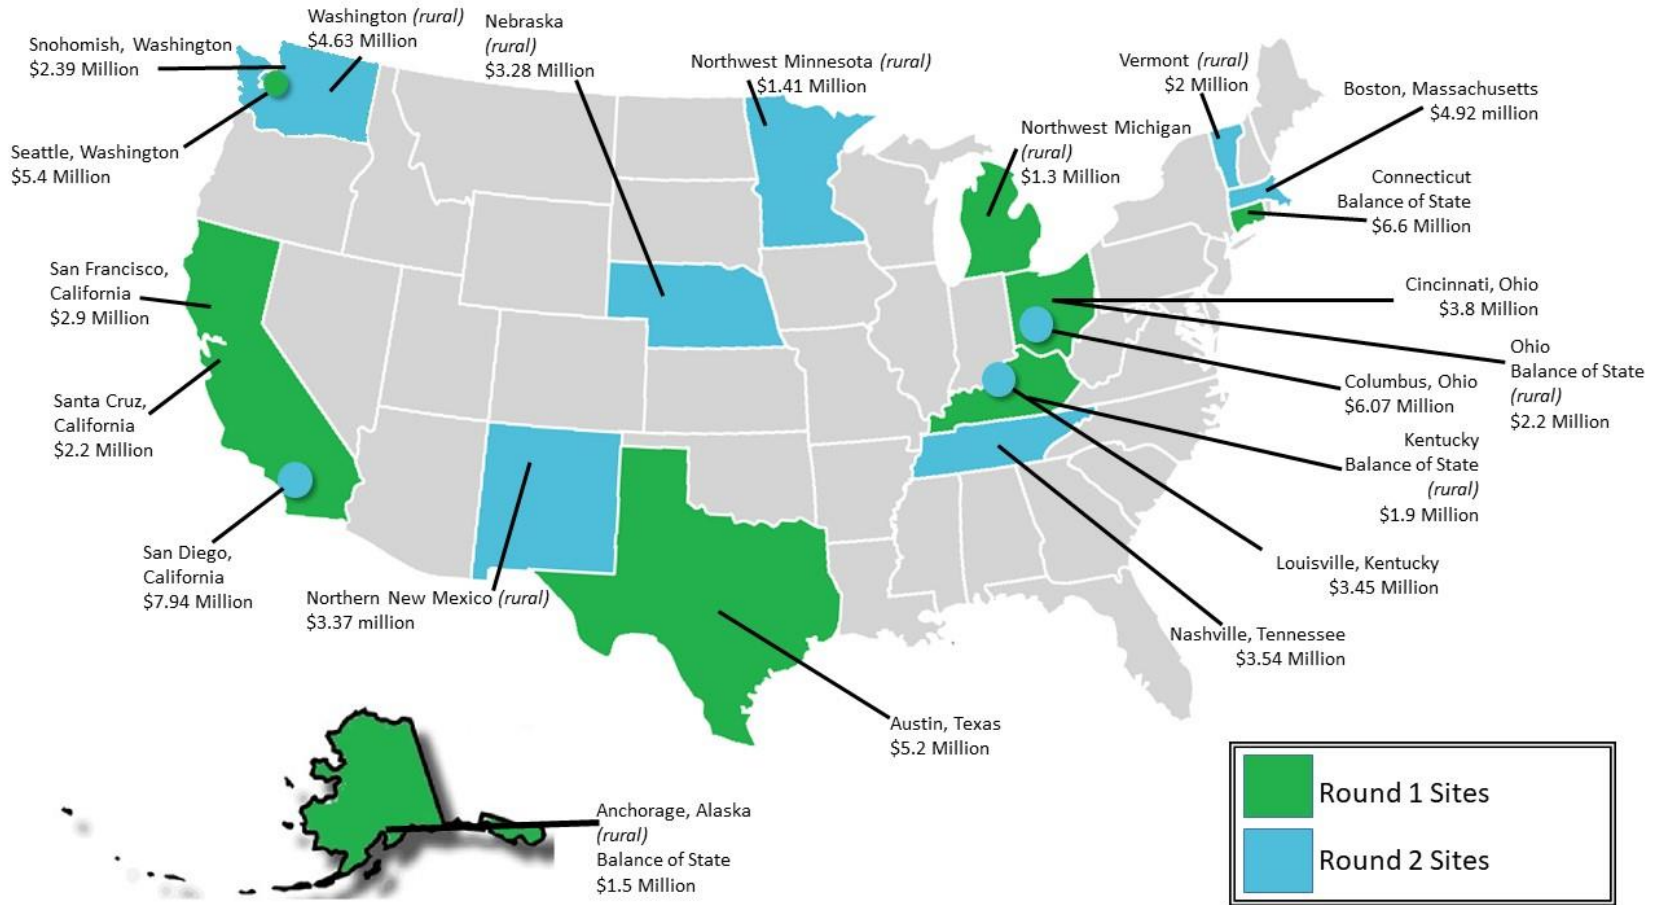 Washington (rural)
$4.63 Million
Snohomish, Washington
$2.39 Million
Seattle, Washington
$5.4 Million
Nebraska
(rural)
$3.28 Million
Northwest Minnesota (rural)
$1.41 Million
Vermont (rural)
$2 Million
Boston, Massachusetts
$4.92 million
Northwest Michigan
(rural)
$1.3 Million
Connecticut
Balance of State
$6.6 Million
San Francisco,
California
$2.9 Million
Cincinnati, Ohio
$3.8 Million
Ohio
Balance of State
(rural)
$2.2 Million
Columbus, Ohio
$6.07 Million
Santa Cruz,
California
$2.2 Million
Kentucky
Balance of State
(rural)
$1.9 Million
San Diego,
California
$7.94 Million
Louisville, Kentucky
$3.45 Million
Northern New Mexico (rural)
$3.37 million
Nashville, Tennessee
$3.54 Million
Austin, Texas
$5.2 Million
Anchorage, Alaska
(rural)
Balance of State
$1.5 Million
Round 1 Sites
Round 2 Sites